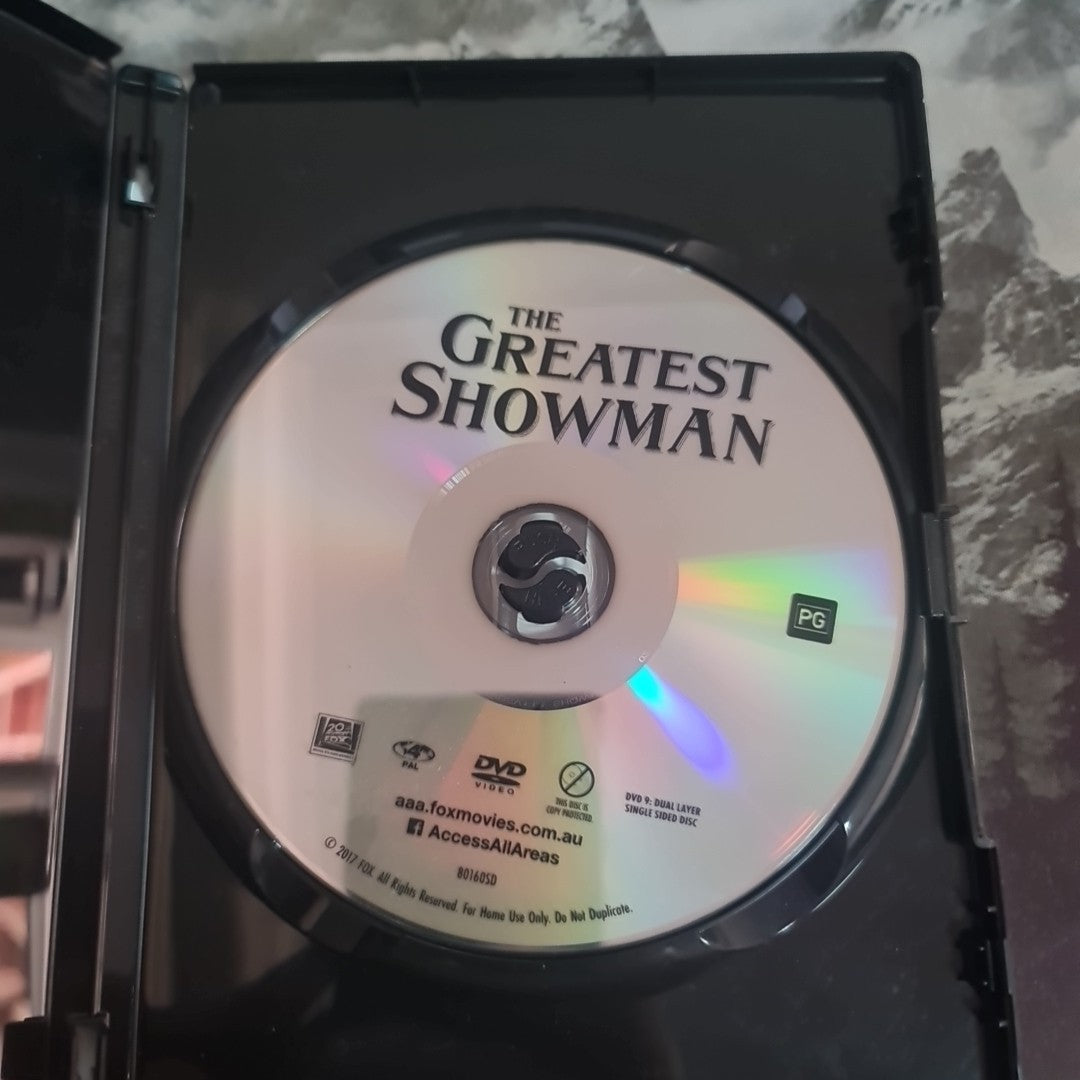 THE
GREATEST
SHOWMAN
PG
20
FOX
4
PAL
DVD
VIDEO
THIS DISC IS
COPY PROTECTED.
DVD 9: DUAL LAYER
SINGLE SIDED DISC
aaa.foxmovies.com.au
f AccessAllAreas
80160SD
© 2017 FOX. All Rights Reserved. For Home Use Only. Do Not Duplicate.